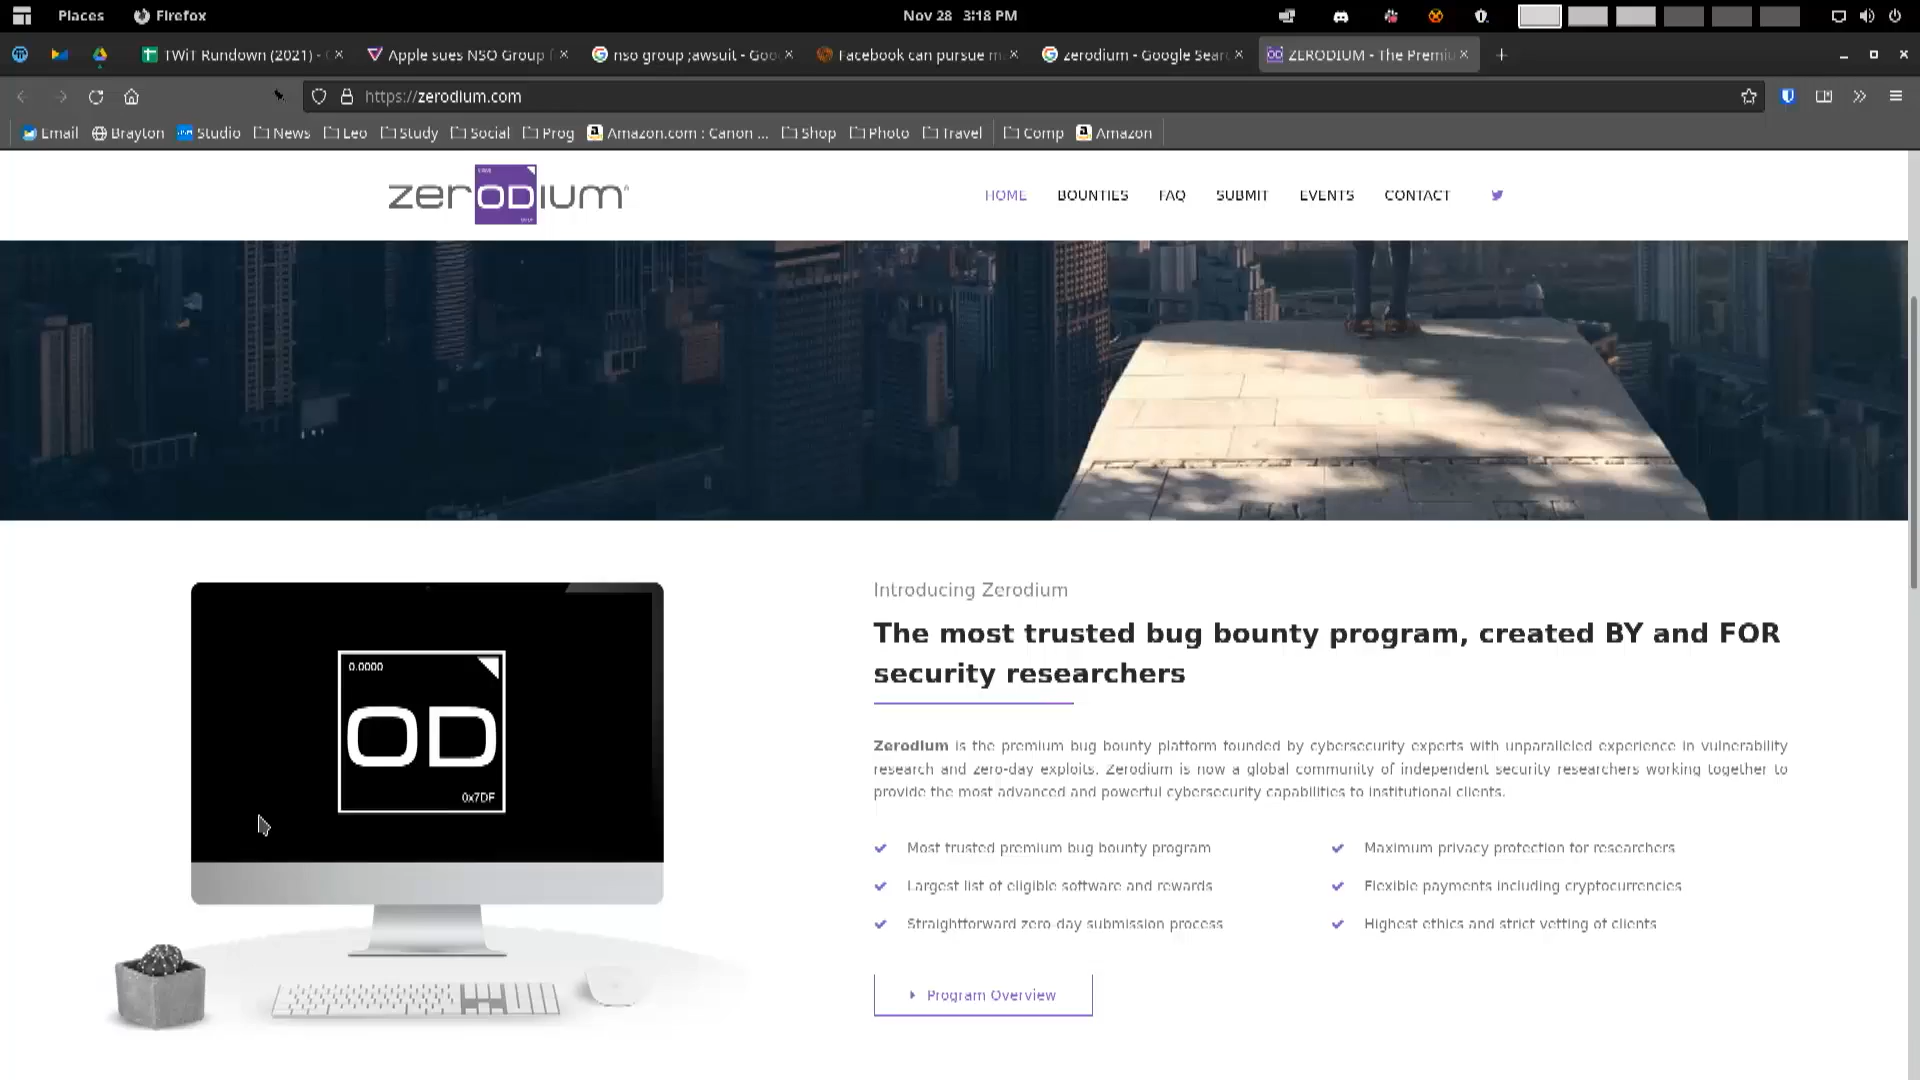 Places Firefox Nov 28 3:18 PM
TWiT Rundown (2021) - Apple sues NSO Group f nso group ;awsuit - Goo Facebook can pursue m zerodium - Google Sear ZERODIUM - The Premiu
https://zerodium.com
Email Brayton Studio News Leo Study Social Prog Amazon.com : Canon ... Shop Photo Travel Comp Amazon
zerodium HOME BOUNTIES FAQ SUBMIT EVENTS CONTACT
Introducing Zerodium
The most trusted bug bounty program, created BY and FOR
security researchers
0.0000
OD
0x7DF
Zerodium is the premium bug bounty platform founded by cybersecurity experts with unparalleled experience in vulnerability
research and zero-day exploits. Zerodium is now a global community of independent security researchers working together to
provide the most advanced and powerful cybersecurity capabilities to institutional clients.
Most trusted premium bug bounty program
Maximum privacy protection for researchers
Largest list of eligible software and rewards
Flexible payments including cryptocurrencies
Straightforward zero-day submission process
Highest ethics and strict vetting of clients
Program Overview